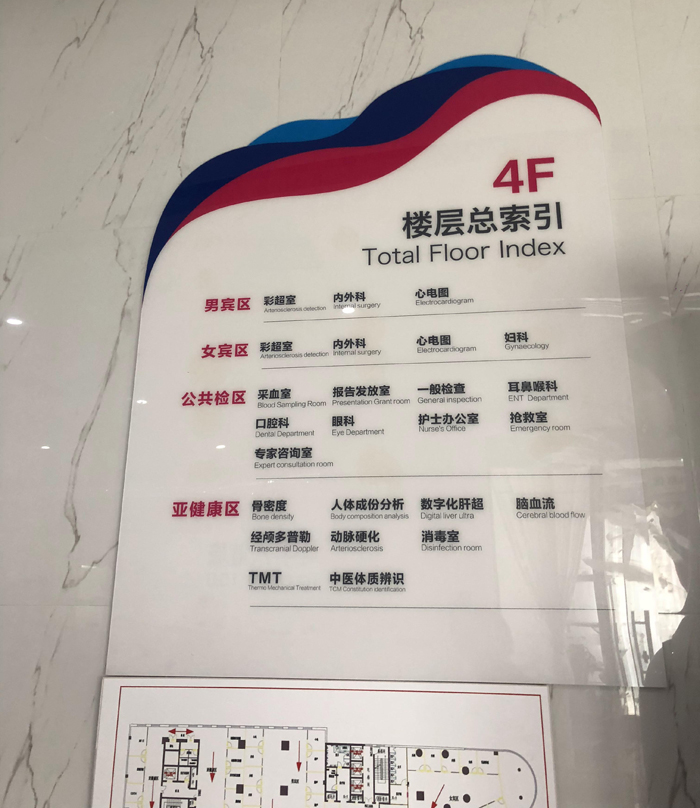 4F
楼层总索引
Total Floor Index
男宾区 彩超室 内外科 心电图
Arteriosclerosis detection Internal surgery Electrocardiogram
女宾区 彩超室 内外科 心电图 妇科
Arteriosclerosis detection Internal surgery Electrocardiogram Gynaecology
公共检区 采血室 报告发放室 一般检查 耳鼻喉科
Blood Sampling Room Presentation Grant room General inspection ENT Department
口腔科 眼科 护士办公室 抢救室
Dental Department Eye Department Nurse's Office Emergency room
专家咨询室
Expert consultation room
亚健康区 骨密度 人体成份分析 数字化肝超 脑血流
Bone density Body composition analysis Digital liver ultra Cerebral blood flow
经颅多普勒 动脉硬化 消毒室
Transcranial Doppler Arteriosclerosis Disinfection room
TMT 中医体质辨识
Thermo Mechanical Treatment TCM Constitution identification